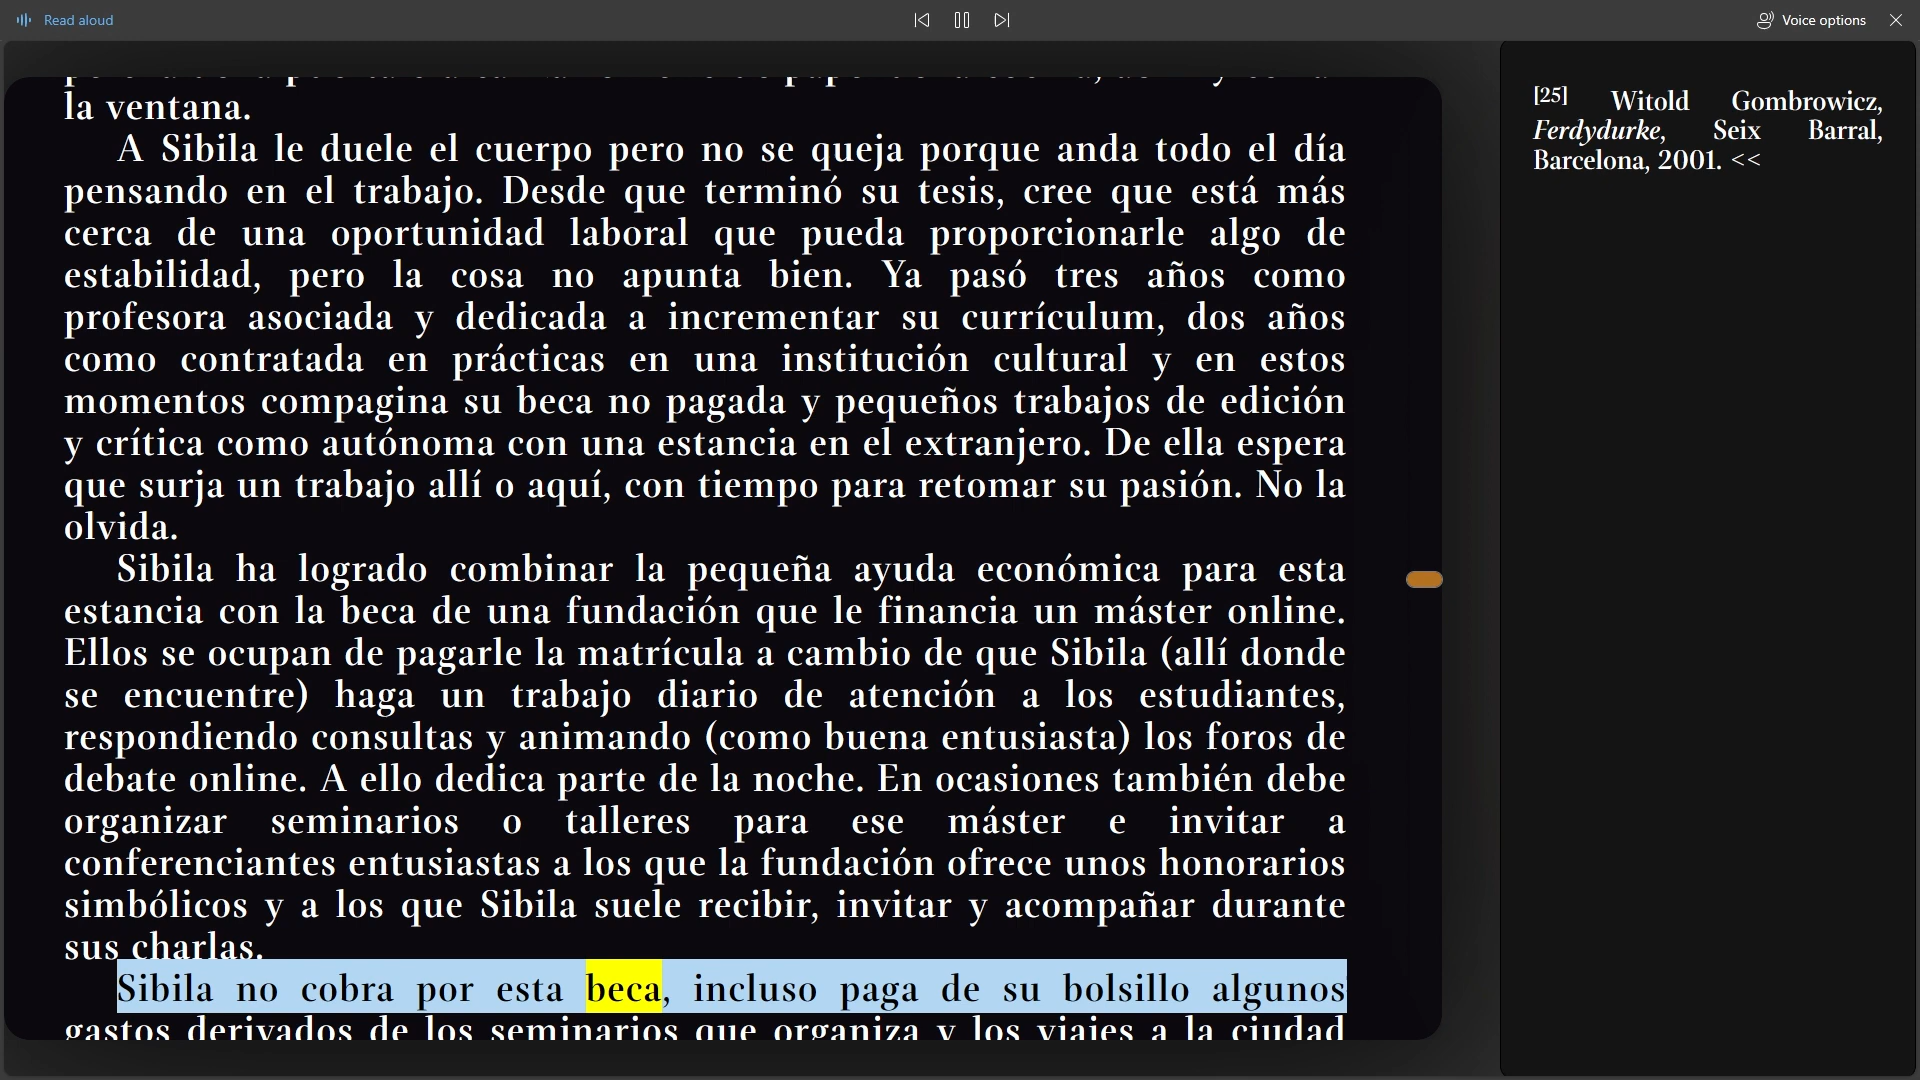 Read aloud
Voice options
la ventana.
A Sibila le duele el cuerpo pero no se queja porque anda todo el día
pensando en el trabajo. Desde que terminó su tesis, cree que está más
cerca de una oportunidad laboral que pueda proporcionarle algo de
estabilidad, pero la cosa no apunta bien. Ya pasó tres años como
profesora asociada y dedicada a incrementar su currículum, dos años
como contratada en prácticas en una institución cultural y en estos
momentos compagina su beca no pagada y pequeños trabajos de edición
y crítica como autónoma con una estancia en el extranjero. De ella espera
que surja un trabajo allí o aquí, con tiempo para retomar su pasión. No la
olvida.
Sibila ha logrado combinar la pequeña ayuda económica para esta
estancia con la beca de una fundación que le financia un máster online.
Ellos se ocupan de pagarle la matrícula a cambio de que Sibila (allí donde
se encuentre) haga un trabajo diario de atención a los estudiantes,
respondiendo consultas y animando (como buena entusiasta) los foros de
debate online. A ello dedica parte de la noche. En ocasiones también debe
organizar seminarios o talleres para ese máster e invitar a
conferenciantes entusiastas a los que la fundación ofrece unos honorarios
simbólicos y a los que Sibila suele recibir, invitar y acompañar durante
sus charlas.
Sibila no cobra por esta beca, incluso paga de su bolsillo algunos
gastos derivados de los seminarios que organiza y los viajes a la ciudad
[25] Witold Gombrowicz,
Ferdydurke, Seix Barral,
Barcelona, 2001. <<